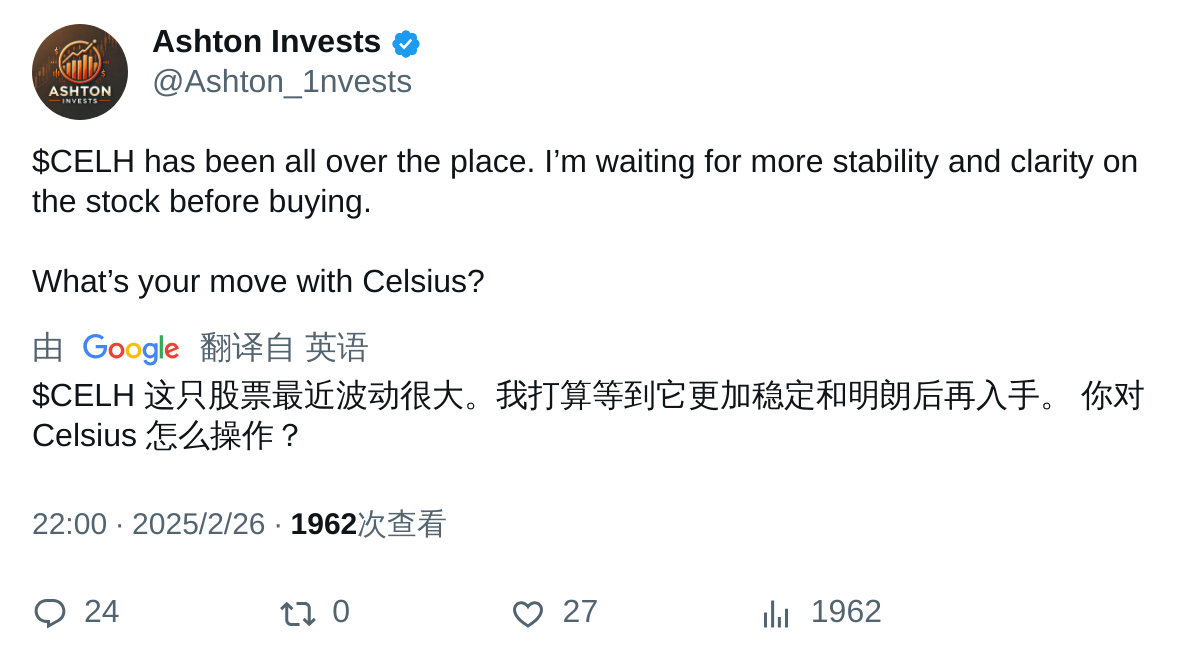 ASHTON
INVESTS
Ashton Invests
@Ashton_1nvests
$CELH has been all over the place. I’m waiting for more stability and clarity on
the stock before buying.
What’s your move with Celsius?
由 Google 翻译自 英语
$CELH 这只股票最近波动很大。我打算等到它更加稳定和明朗后再入手。 你对
Celsius 怎么操作？
22:00 · 2025/2/26 · 1962次查看
24 0 27 1962